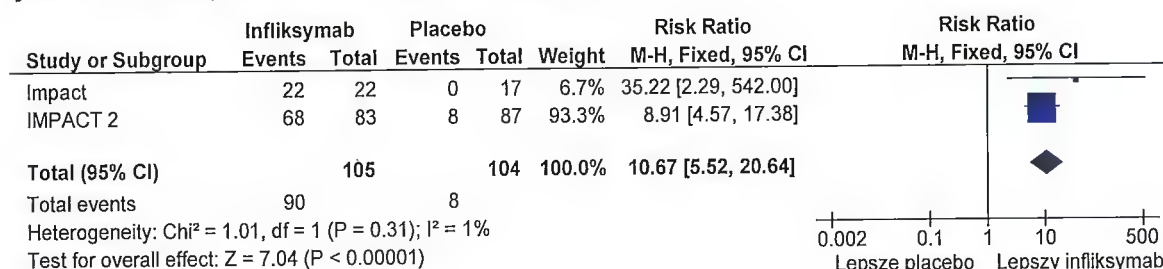 Infliksymab Placebo Risk Ratio Risk Ratio
Study or Subgroup Events Total Events Total Weight M-H, Fixed, 95% CI M-H, Fixed, 95% CI
Impact 22 22 0 17 6.7% 35.22 [2.29, 542.00]
IMPACT 2 68 83 8 87 93.3% 8.91 [4.57, 17.38]
Total (95% CI) 105 104 100.0% 10.67 [5.52, 20.64]
Total events 90 8
Heterogeneity: Chi² = 1.01, df = 1 (P = 0.31); I² = 1%
Test for overall effect: Z = 7.04 (P < 0.00001)
0.002 0.1 1 10 500
Lepsze placebo Lepszy infliksymab